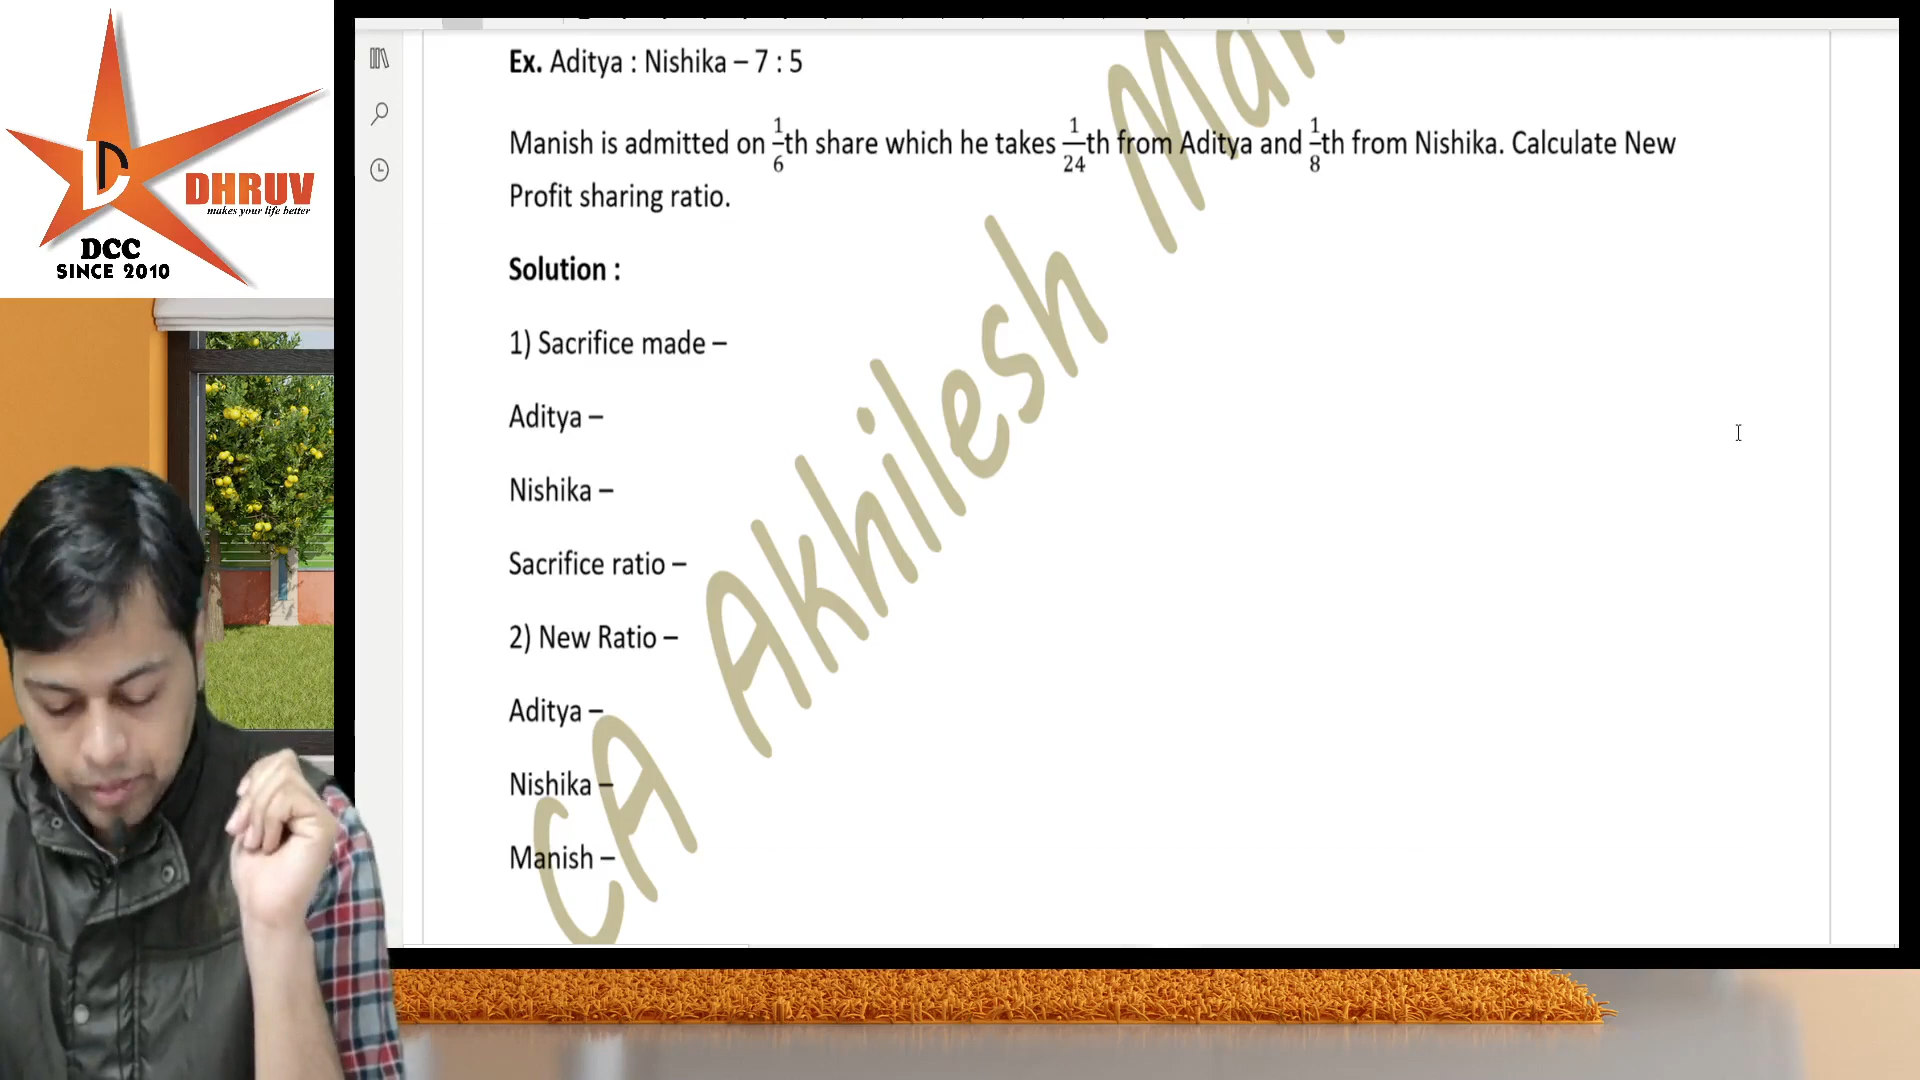 DHRUV
makes your life better
DCC
SINCE 2010
Ex. Aditya : Nishika – 7 : 5
Manish is admitted on 1/6th share which he takes 1/24th from Aditya and 1/8th from Nishika. Calculate New
Profit sharing ratio.
Solution :
1) Sacrifice made –
Aditya –
Nishika –
Sacrifice ratio –
2) New Ratio –
Aditya –
Nishika –
Manish –
CA Akhilesh